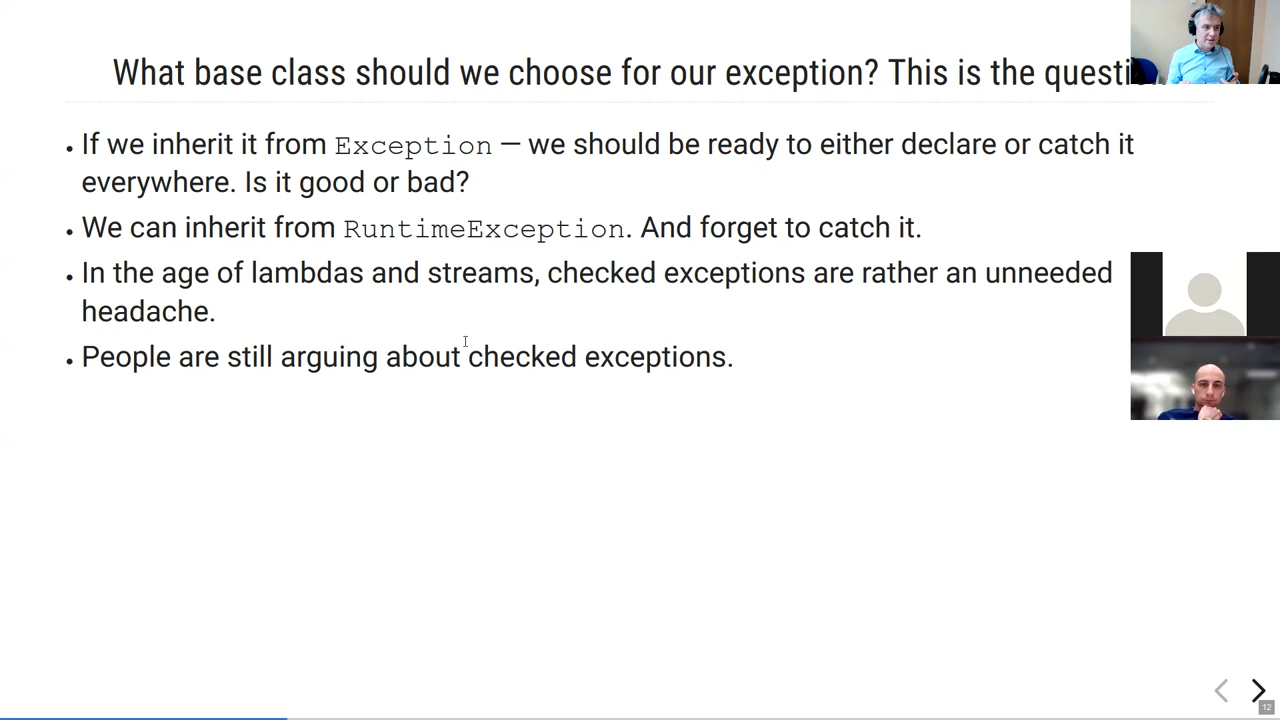 What base class should we choose for our exception? This is the questi
• If we inherit it from Exception — we should be ready to either declare or catch it
everywhere. Is it good or bad?
• We can inherit from RuntimeException. And forget to catch it.
• In the age of lambdas and streams, checked exceptions are rather an unneeded
headache.
• People are still arguing about checked exceptions.
12